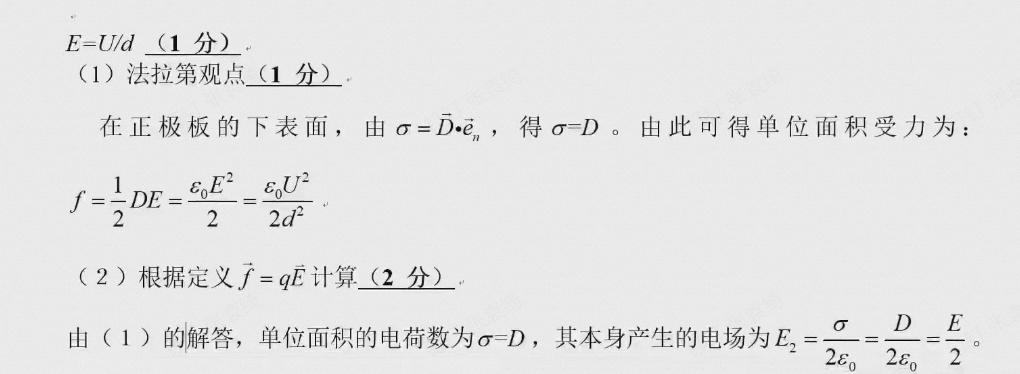 E=U/d （1 分）
（1）法拉第观点（1 分）
在正极板的下表面，由 σ = D⃗•e⃗ₙ ，得 σ=D 。由此可得单位面积受力为：
f = 1/2 DE = ε₀E²/2 = ε₀U²/2d²
（２）根据定义 f⃗ = qE⃗ 计算（2 分）
由（1）的解答，单位面积的电荷数为σ=D，其本身产生的电场为 E₂ = σ/2ε₀ = D/2ε₀ = E/2 。